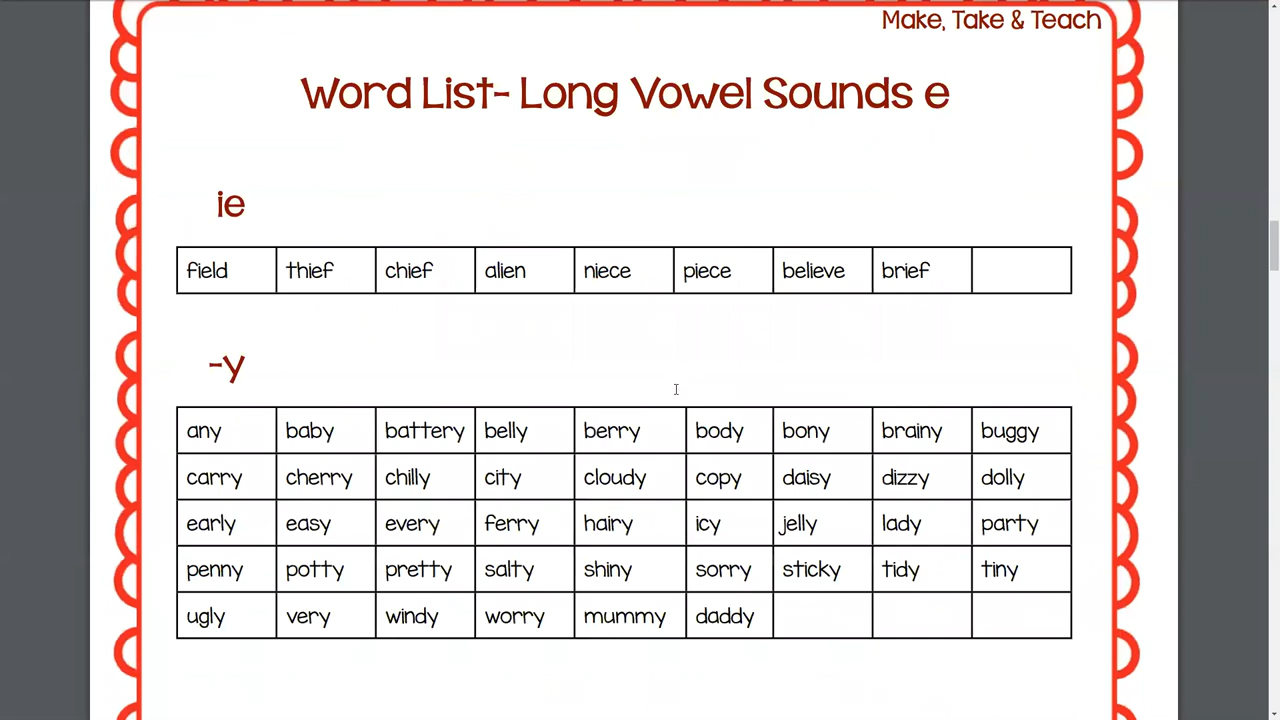 Make, Take & Teach
Word List- Long Vowel Sounds e
ie
field thief chief alien niece piece believe brief
-y
any baby battery belly berry body bony brainy buggy
carry cherry chilly city cloudy copy daisy dizzy dolly
early easy every ferry hairy icy jelly lady party
penny potty pretty salty shiny sorry sticky tidy tiny
ugly very windy worry mummy daddy